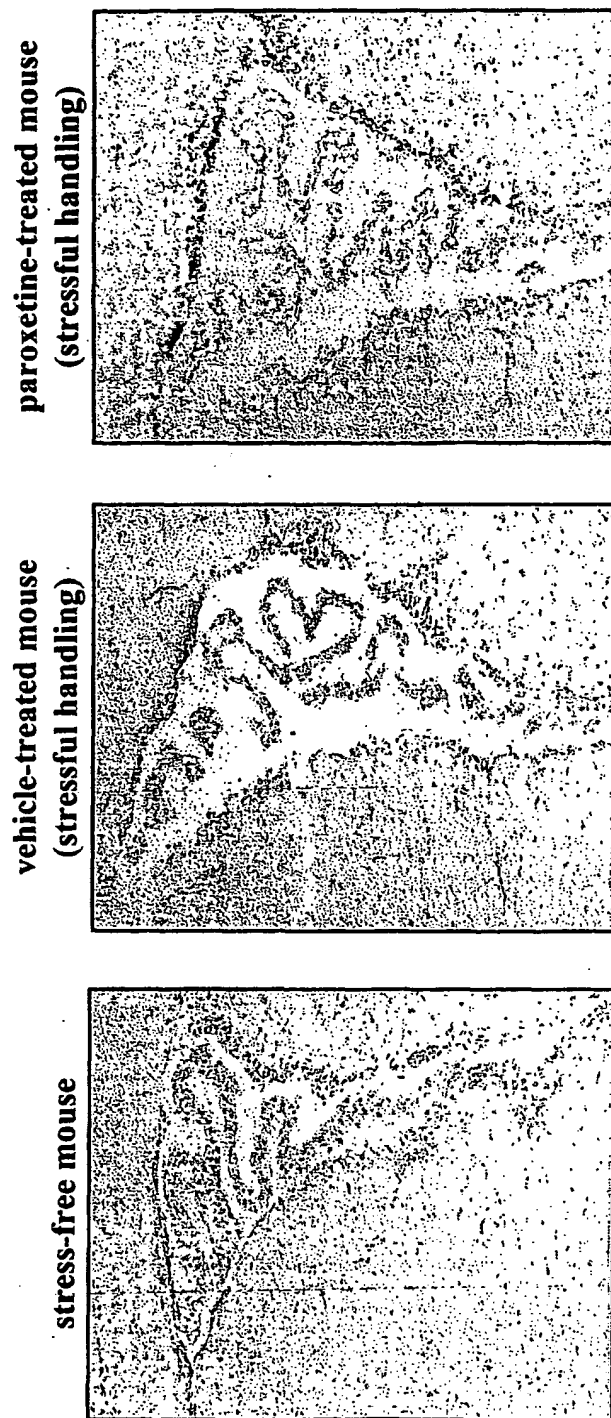 stress-free mouse
vehicle-treated mouse
(stressful handling)
paroxetine-treated mouse
(stressful handling)